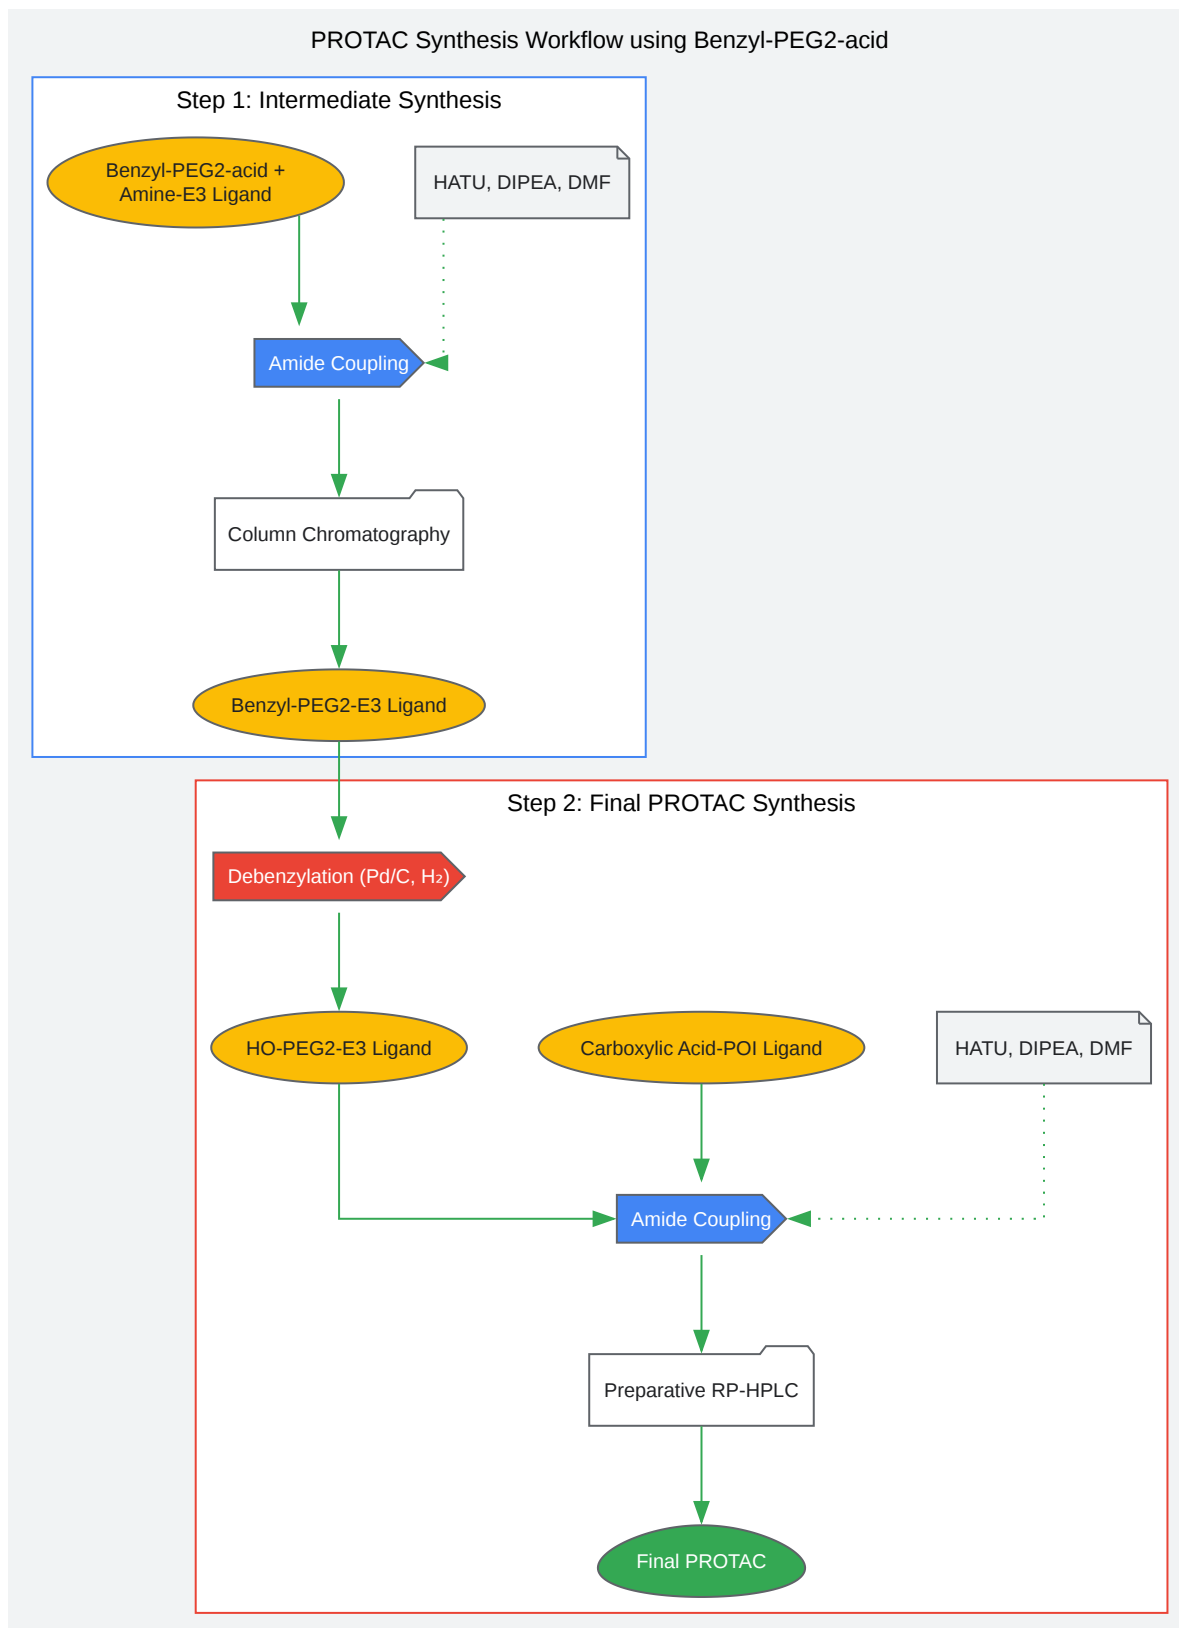 PROTAC Synthesis Workflow using Benzyl-PEG2-acid
Step 1: Intermediate Synthesis
Benzyl-PEG2-acid +
Amine-E3 Ligand
HATU, DIPEA, DMF
Amide Coupling
Column Chromatography
Benzyl-PEG2-E3 Ligand
Step 2: Final PROTAC Synthesis
Debenzylation (Pd/C, H₂)
HO-PEG2-E3 Ligand
Carboxylic Acid-POI Ligand
HATU, DIPEA, DMF
Amide Coupling
Preparative RP-HPLC
Final PROTAC